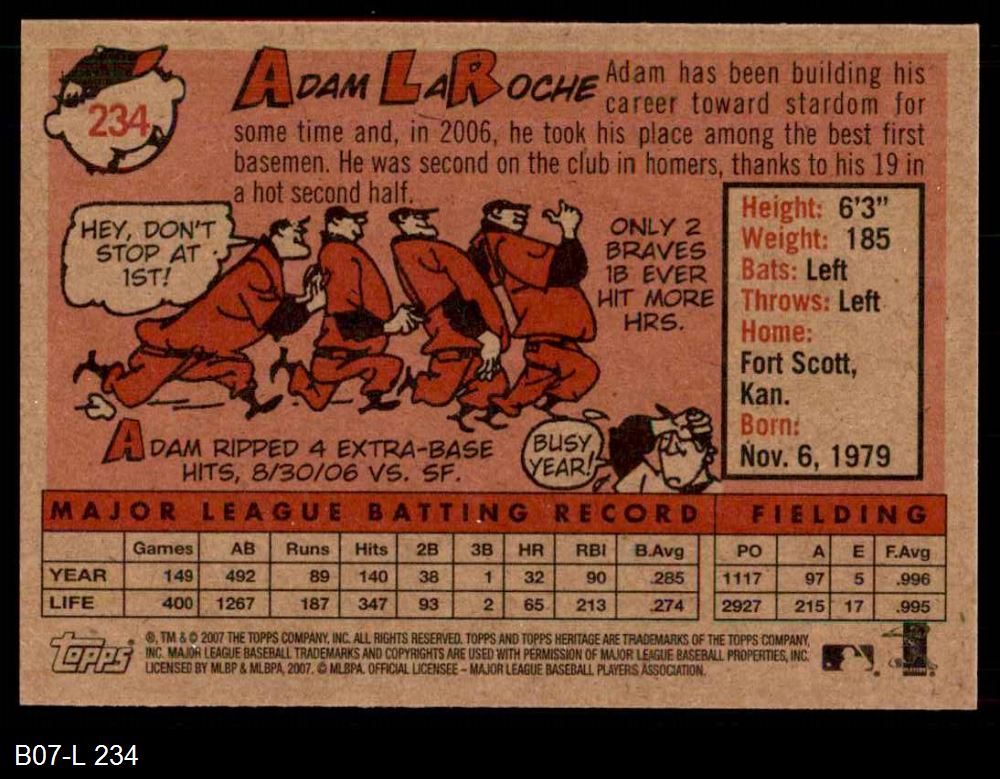 234
ADAM LAROCHE Adam has been building his
career toward stardom for
some time and, in 2006, he took his place among the best first
basemen. He was second on the club in homers, thanks to his 19 in
a hot second half.
HEY, DON'T
STOP AT
1ST!
ONLY 2
BRAVES
1B EVER
HIT MORE
HRS.
Height: 6'3"
Weight: 185
Bats: Left
Throws: Left
Home:
Fort Scott,
Kan.
Born:
Nov. 6, 1979
ADAM RIPPED 4 EXTRA-BASE
HITS, 8/30/06 VS. SF.
BUSY
YEAR!
MAJOR LEAGUE BATTING RECORD FIELDING
Games AB Runs Hits 2B 3B HR RBI B.Avg PO A E F.Avg
YEAR 149 492 89 140 38 1 32 90 .285 1117 97 5 .996
LIFE 400 1267 187 347 93 2 65 213 .274 2927 215 17 .995
Topps
®, TM & © 2007 THE TOPPS COMPANY, INC. ALL RIGHTS RESERVED. TOPPS AND TOPPS HERITAGE ARE TRADEMARKS OF THE TOPPS COMPANY,
INC. MAJOR LEAGUE BASEBALL TRADEMARKS AND COPYRIGHTS ARE USED WITH PERMISSION OF MAJOR LEAGUE BASEBALL PROPERTIES, INC.
LICENSED BY MLBP & MLBPA, 2007. © MLBPA. OFFICIAL LICENSEE – MAJOR LEAGUE BASEBALL PLAYERS ASSOCIATION.
B07-L 234